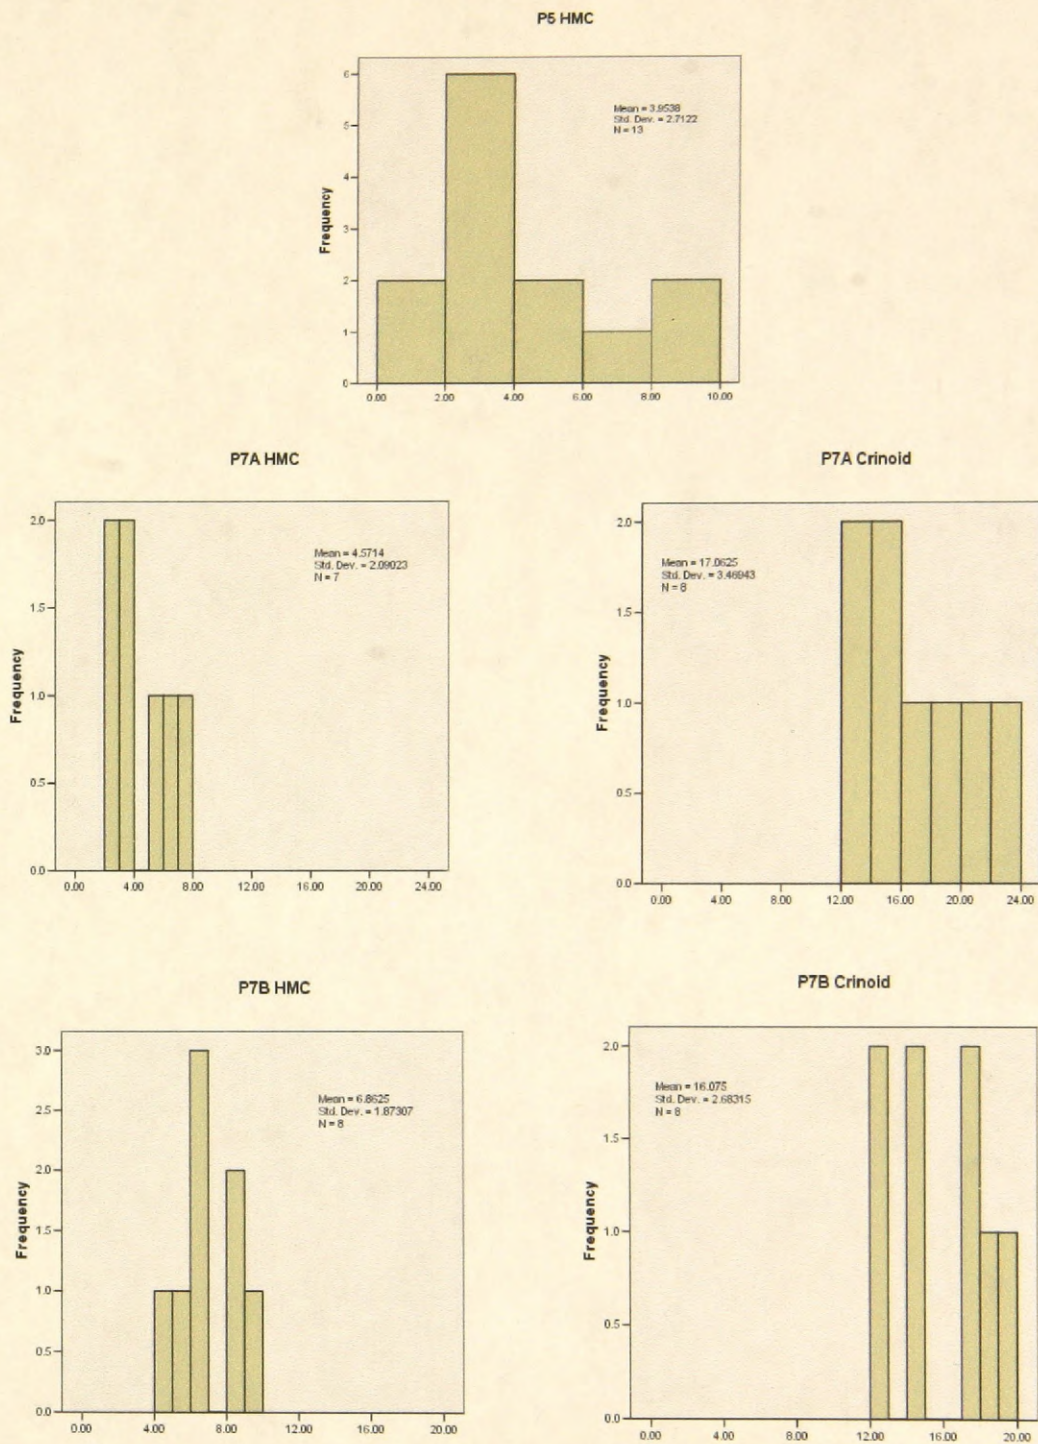 P5 HMC
6
5
4
3
2
1
0
Frequency
Mean = 3.9538
Std. Dev. = 2.7122
N = 13
0.00 2.00 4.00 6.00 8.00 10.00
P7A HMC
2.0
1.5
1.0
0.5
0.0
Frequency
Mean = 4.5714
Std. Dev. = 2.09023
N = 7
0.00 4.00 8.00 12.00 16.00 20.00 24.00
P7A Crinoid
2.0
1.5
1.0
0.5
0.0
Frequency
Mean = 17.0625
Std. Dev. = 3.46943
N = 8
0.00 4.00 8.00 12.00 16.00 20.00 24.00
P7B HMC
3.0
2.5
2.0
1.5
1.0
0.5
0.0
Frequency
Mean = 6.8625
Std. Dev. = 1.87307
N = 8
0.00 4.00 8.00 12.00 16.00 20.00
P7B Crinoid
2.0
1.5
1.0
0.5
0.0
Frequency
Mean = 16.075
Std. Dev. = 2.68315
N = 8
0.00 4.00 8.00 12.00 16.00 20.00